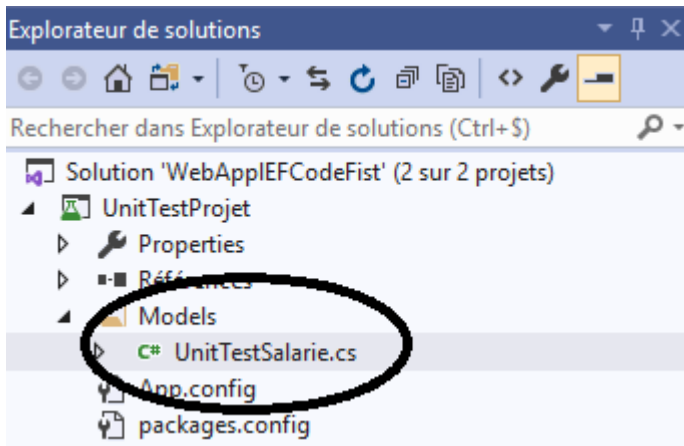 Explorateur de solutions
Rechercher dans Explorateur de solutions (Ctrl+$)
Solution 'WebApplEFCodeFist' (2 sur 2 projets)
UnitTestProjet
Properties
Références
Models
C# UnitTestSalarie.cs
App.config
packages.config